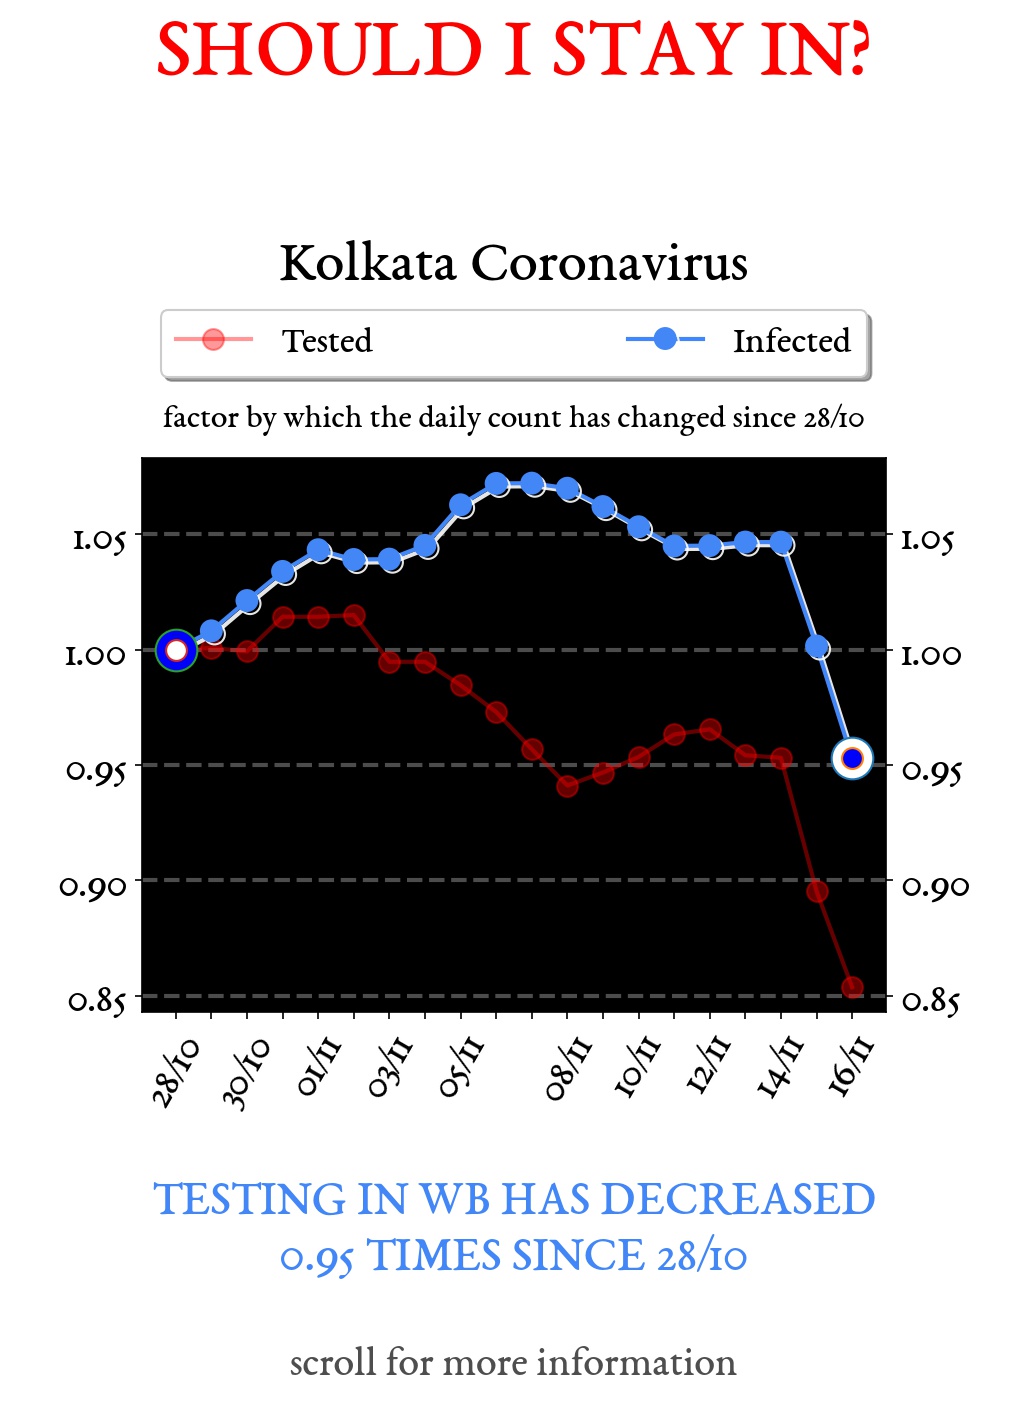 SHOULD I STAY IN?
Kolkata Coronavirus
Tested Infected
factor by which the daily count has changed since 28/10
1.05 1.05
1.00 1.00
0.95 0.95
0.90 0.90
0.85 0.85
28/10 30/10 01/11 03/11 05/11 08/11 10/11 12/11 14/11 16/11
TESTING IN WB HAS DECREASED
0.95 TIMES SINCE 28/10
scroll for more information